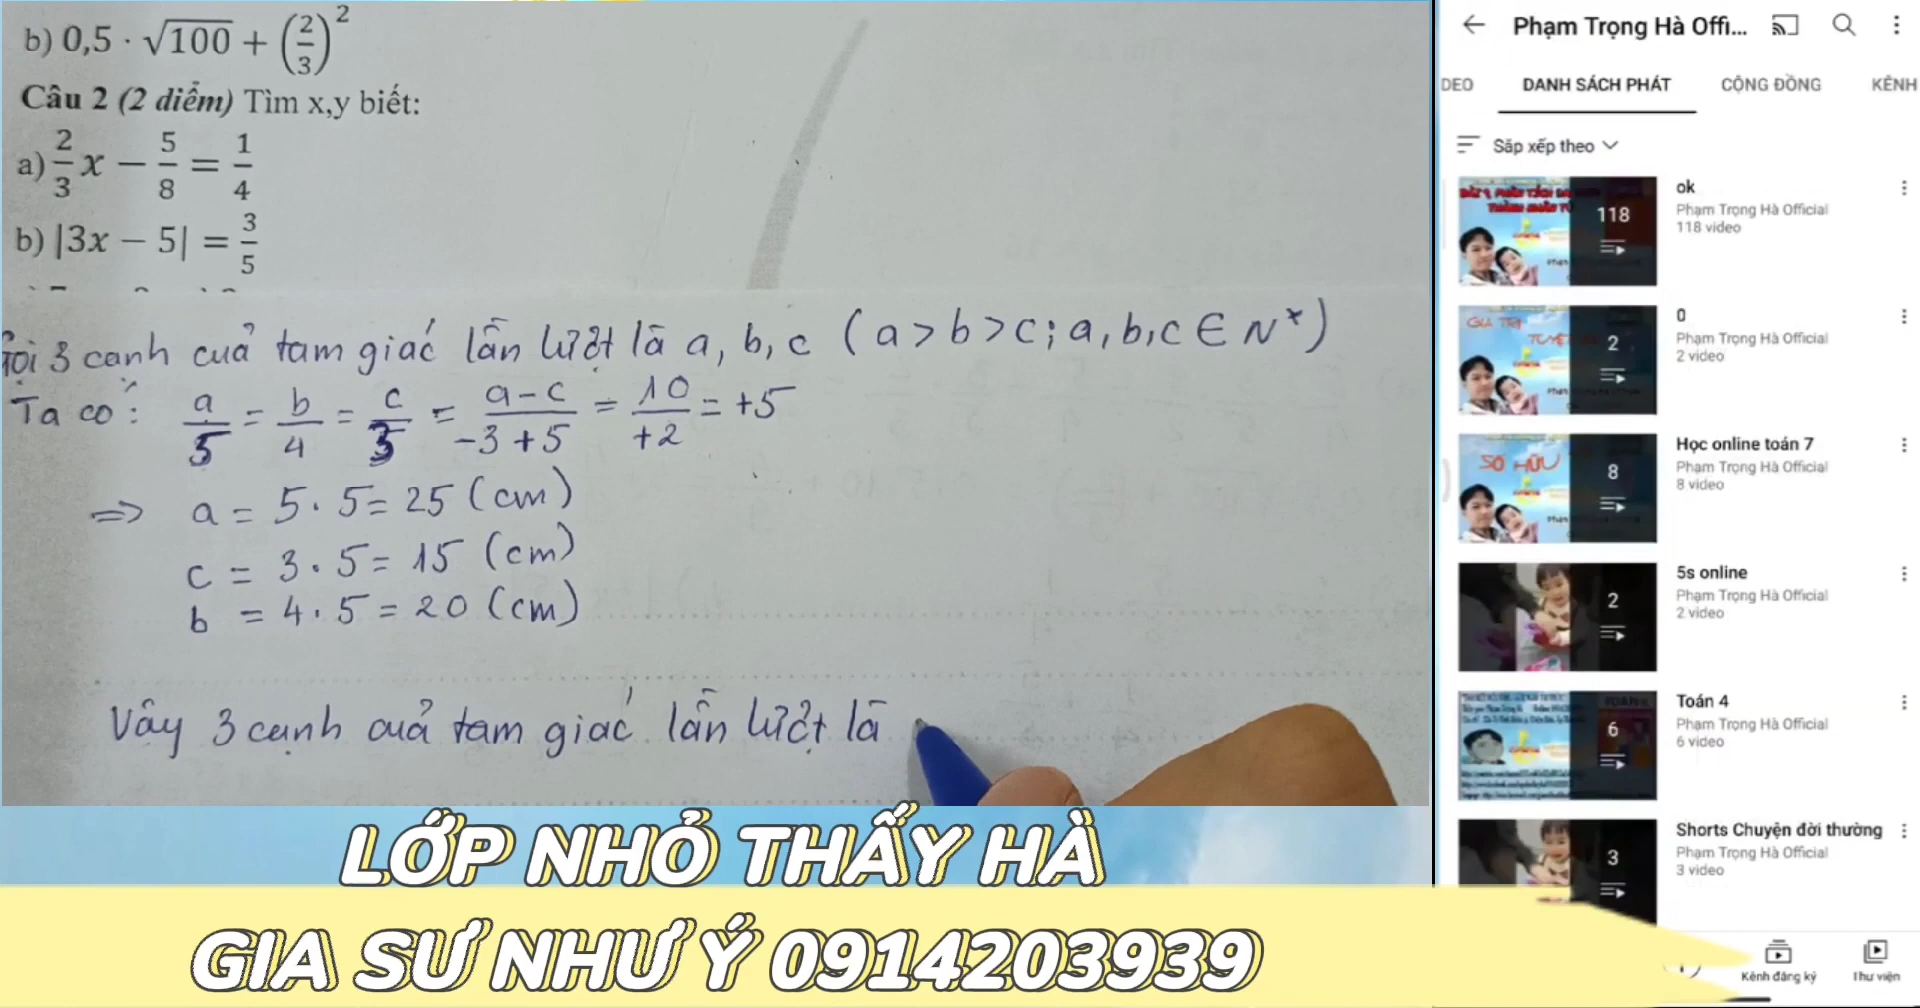 b) 0,5 · √100 + (2/3)²
Câu 2 (2 điểm) Tìm x,y biết:
a) 2/3 x − 5/8 = 1/4
b) |3x − 5| = 3/5
Gọi 3 cạnh của tam giác lần lượt là a, b, c (a > b > c; a, b, c ∈ N*)
Ta có: a/5 = b/4 = c/3 = a-c/-3+5 = 10/+2 = +5
=> a = 5 . 5 = 25 (cm)
c = 3 . 5 = 15 (cm)
b = 4 . 5 = 20 (cm)
Vậy 3 cạnh của tam giác lần lượt là
LỚP NHỎ THẦY HÀ
GIA SƯ NHƯ Ý 0914203939
Phạm Trọng Hà Offi...
DEO DANH SÁCH PHÁT CỘNG ĐỒNG KÊNH
Sắp xếp theo
118
ok
Phạm Trọng Hà Official
118 video
GIÁ TRỊ
2
0
Phạm Trọng Hà Official
2 video
SỐ HỮU
8
Học online toán 7
Phạm Trọng Hà Official
8 video
2
5s online
Phạm Trọng Hà Official
2 video
6
Toán 4
Phạm Trọng Hà Official
6 video
3
Shorts Chuyện đời thường
Phạm Trọng Hà Official
3 video
Kênh đăng ký
Thư viện